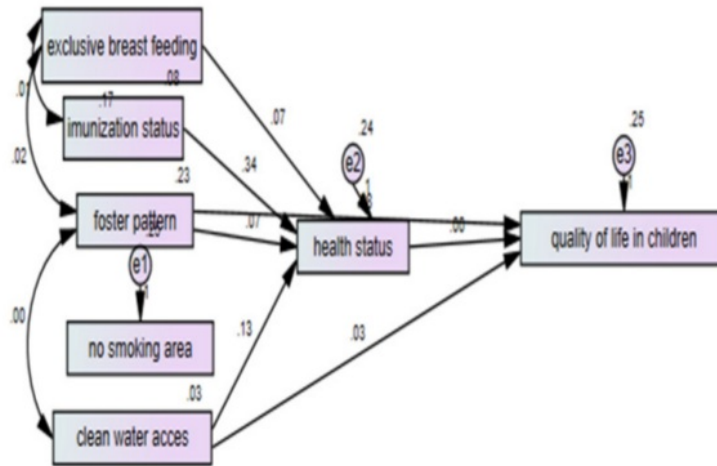 exclusive breast feeding
.08
.01
.17
imunization status
.07
.24
e2
.25
e3
.02
.34
1
1
.23
foster pattern
.07
health status
.00
quality of life in children
e1
1
.00
no smoking area
.13
.03
.03
clean water acces